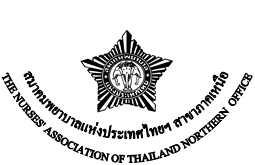 สมาคมพยาบาลแห่งประเทศไทยฯ สาขาภาคเหนือ
THE NURSES' ASSOCIATION OF THAILAND NORTHERN OFFICE